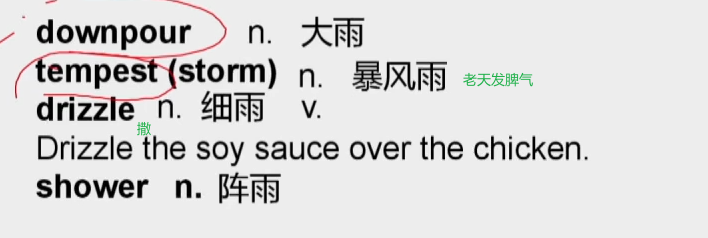 downpour n. 大雨
tempest (storm) n. 暴风雨 老天发脾气
drizzle n. 细雨 v.
撒
Drizzle the soy sauce over the chicken.
shower n. 阵雨